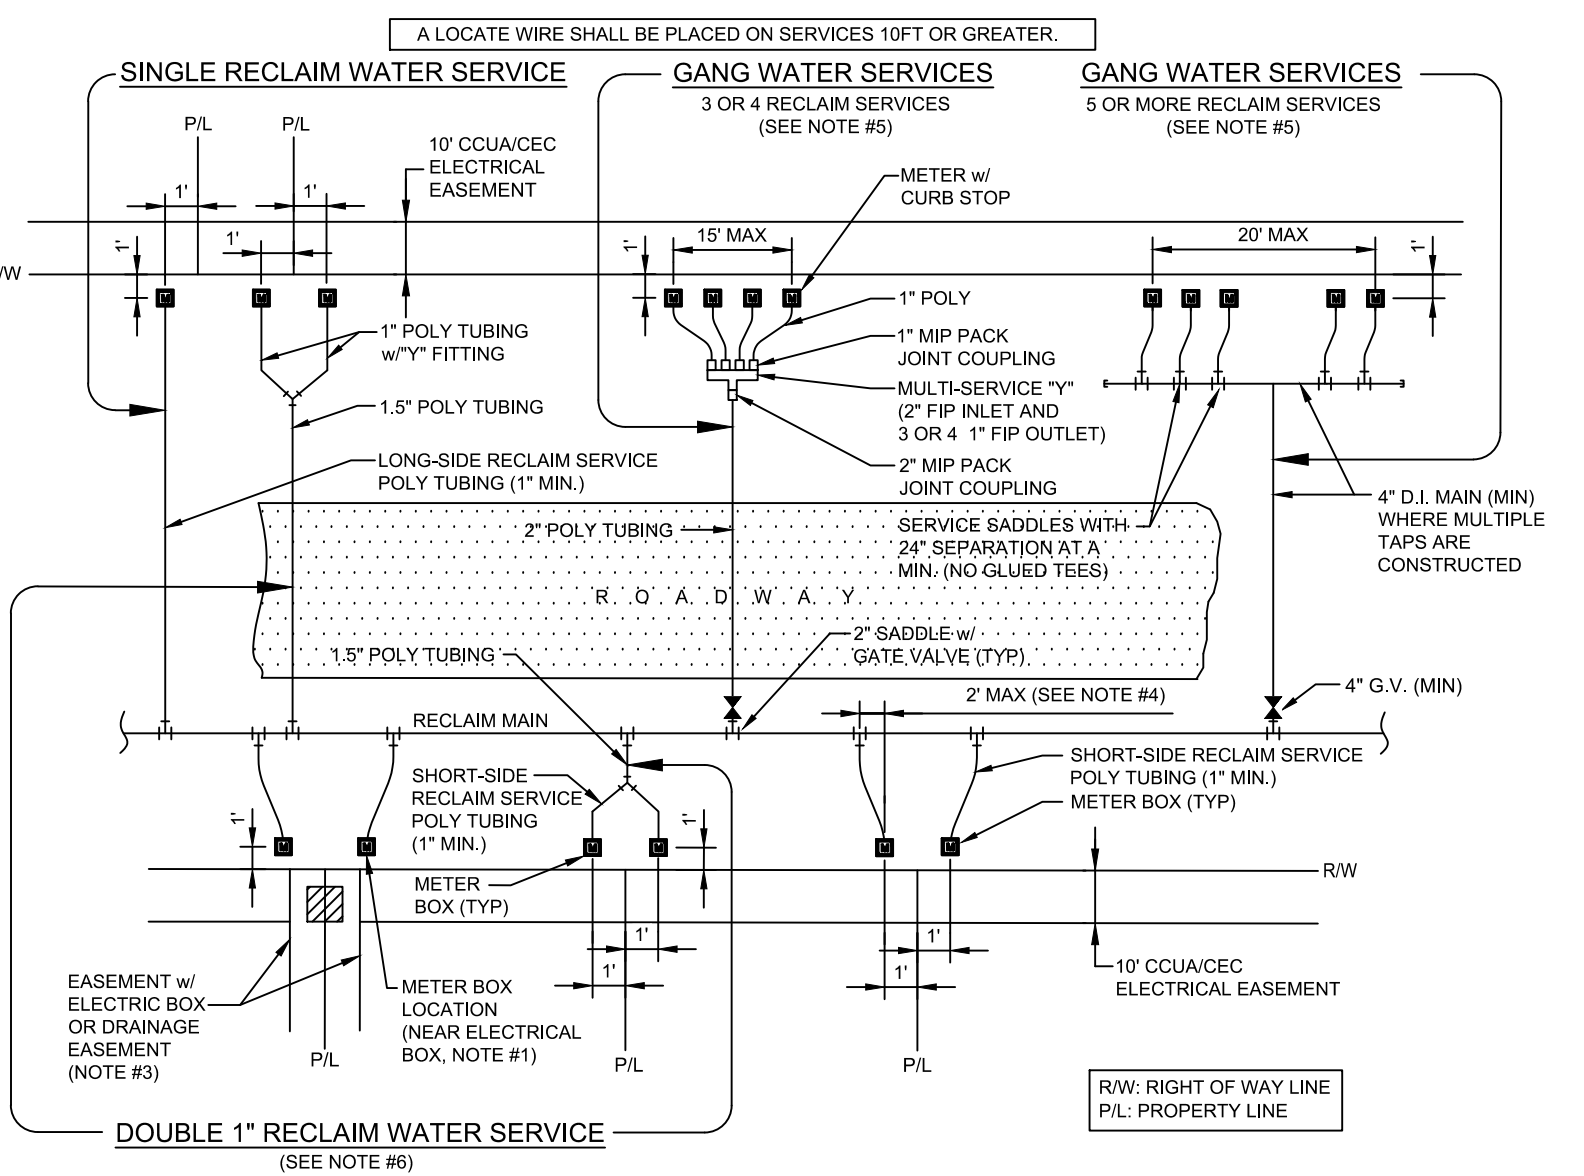 A LOCATE WIRE SHALL BE PLACED ON SERVICES 10FT OR GREATER.
SINGLE RECLAIM WATER SERVICE
GANG WATER SERVICES
3 OR 4 RECLAIM SERVICES
(SEE NOTE #5)
GANG WATER SERVICES
5 OR MORE RECLAIM SERVICES
(SEE NOTE #5)
P/L
P/L
10' CCUA/CEC
ELECTRICAL
EASEMENT
METER w/
CURB STOP
1'
1'
1'
1'
1'
15' MAX
20' MAX
1'
/W
M
M
M
M
M
M
M
M
M
M
M
M
1" POLY TUBING
w/"Y" FITTING
1" POLY
1" MIP PACK
JOINT COUPLING
MULTI-SERVICE "Y"
(2" FIP INLET AND
3 OR 4 1" FIP OUTLET)
1.5" POLY TUBING
2" MIP PACK
JOINT COUPLING
LONG-SIDE RECLAIM SERVICE
POLY TUBING (1" MIN.)
4" D.I. MAIN (MIN)
WHERE MULTIPLE
TAPS ARE
CONSTRUCTED
2" POLY TUBING
SERVICE SADDLES WITH
24" SEPARATION AT A
MIN. (NO GLUED TEES)
ROADWAY
1.5" POLY TUBING
2" SADDLE w/
GATE VALVE (TYP)
2' MAX (SEE NOTE #4)
4" G.V. (MIN)
RECLAIM MAIN
SHORT-SIDE
RECLAIM SERVICE
POLY TUBING
(1" MIN.)
SHORT-SIDE RECLAIM SERVICE
POLY TUBING (1" MIN.)
METER BOX (TYP)
1'
1'
M
M
M
M
M
M
METER
BOX (TYP)
R/W
1'
1'
1'
1'
EASEMENT w/
ELECTRIC BOX
OR DRAINAGE
EASEMENT
(NOTE #3)
METER BOX
LOCATION
(NEAR ELECTRICAL
BOX, NOTE #1)
10' CCUA/CEC
ELECTRICAL EASEMENT
P/L
P/L
P/L
R/W: RIGHT OF WAY LINE
P/L: PROPERTY LINE
DOUBLE 1" RECLAIM WATER SERVICE
(SEE NOTE #6)